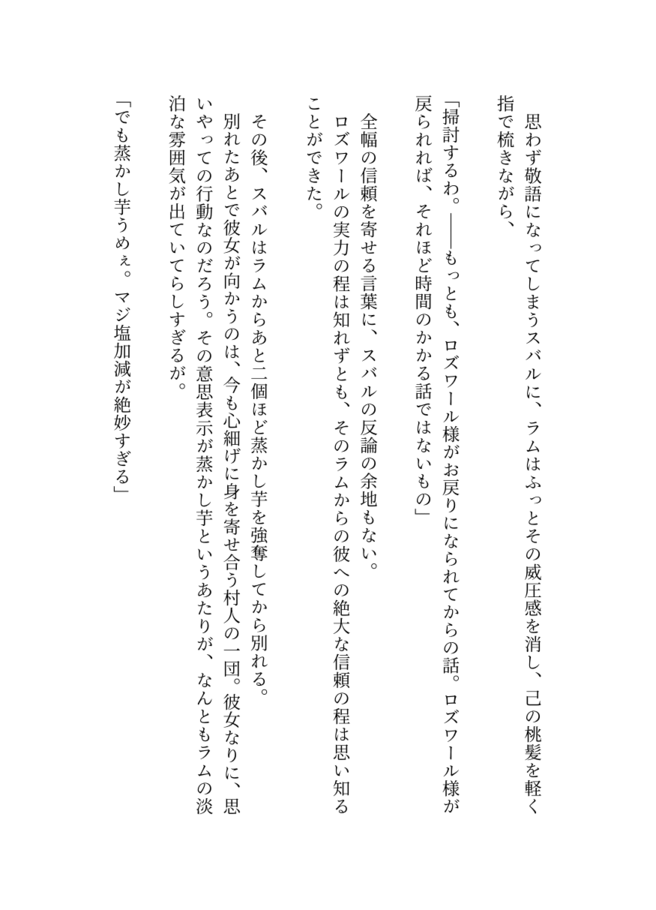 思わず敬語になってしまうスバルに、ラムはふっとその威圧感を消し、己の桃髪を軽く
指で梳きながら、
「掃討するわ。――もっとも、ロズワール様がお戻りになられてからの話。ロズワール様が
戻られれば、それほど時間のかかる話ではないもの」
全幅の信頼を寄せる言葉に、スバルの反論の余地もない。
ロズワールの実力の程は知れずとも、そのラムからの彼への絶大な信頼の程は思い知る
ことができた。
その後、スバルはラムからあと二個ほど蒸かし芋を強奪してから別れる。
別れたあとで彼女が向かうのは、今も心細げに身を寄せ合う村人の一団。彼女なりに、思
いやっての行動なのだろう。その意思表示が蒸かし芋というあたりが、なんともラムの淡
泊な雰囲気が出ていてらしすぎるが。
「でも蒸かし芋うめぇ。マジ塩加減が絶妙すぎる」